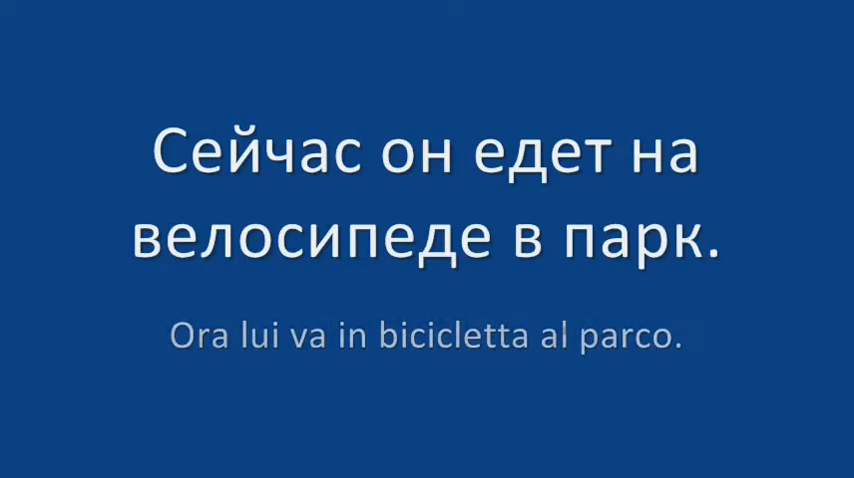 Сейчас он едет на
велосипеде в парк.
Ora lui va in bicicletta al parco.